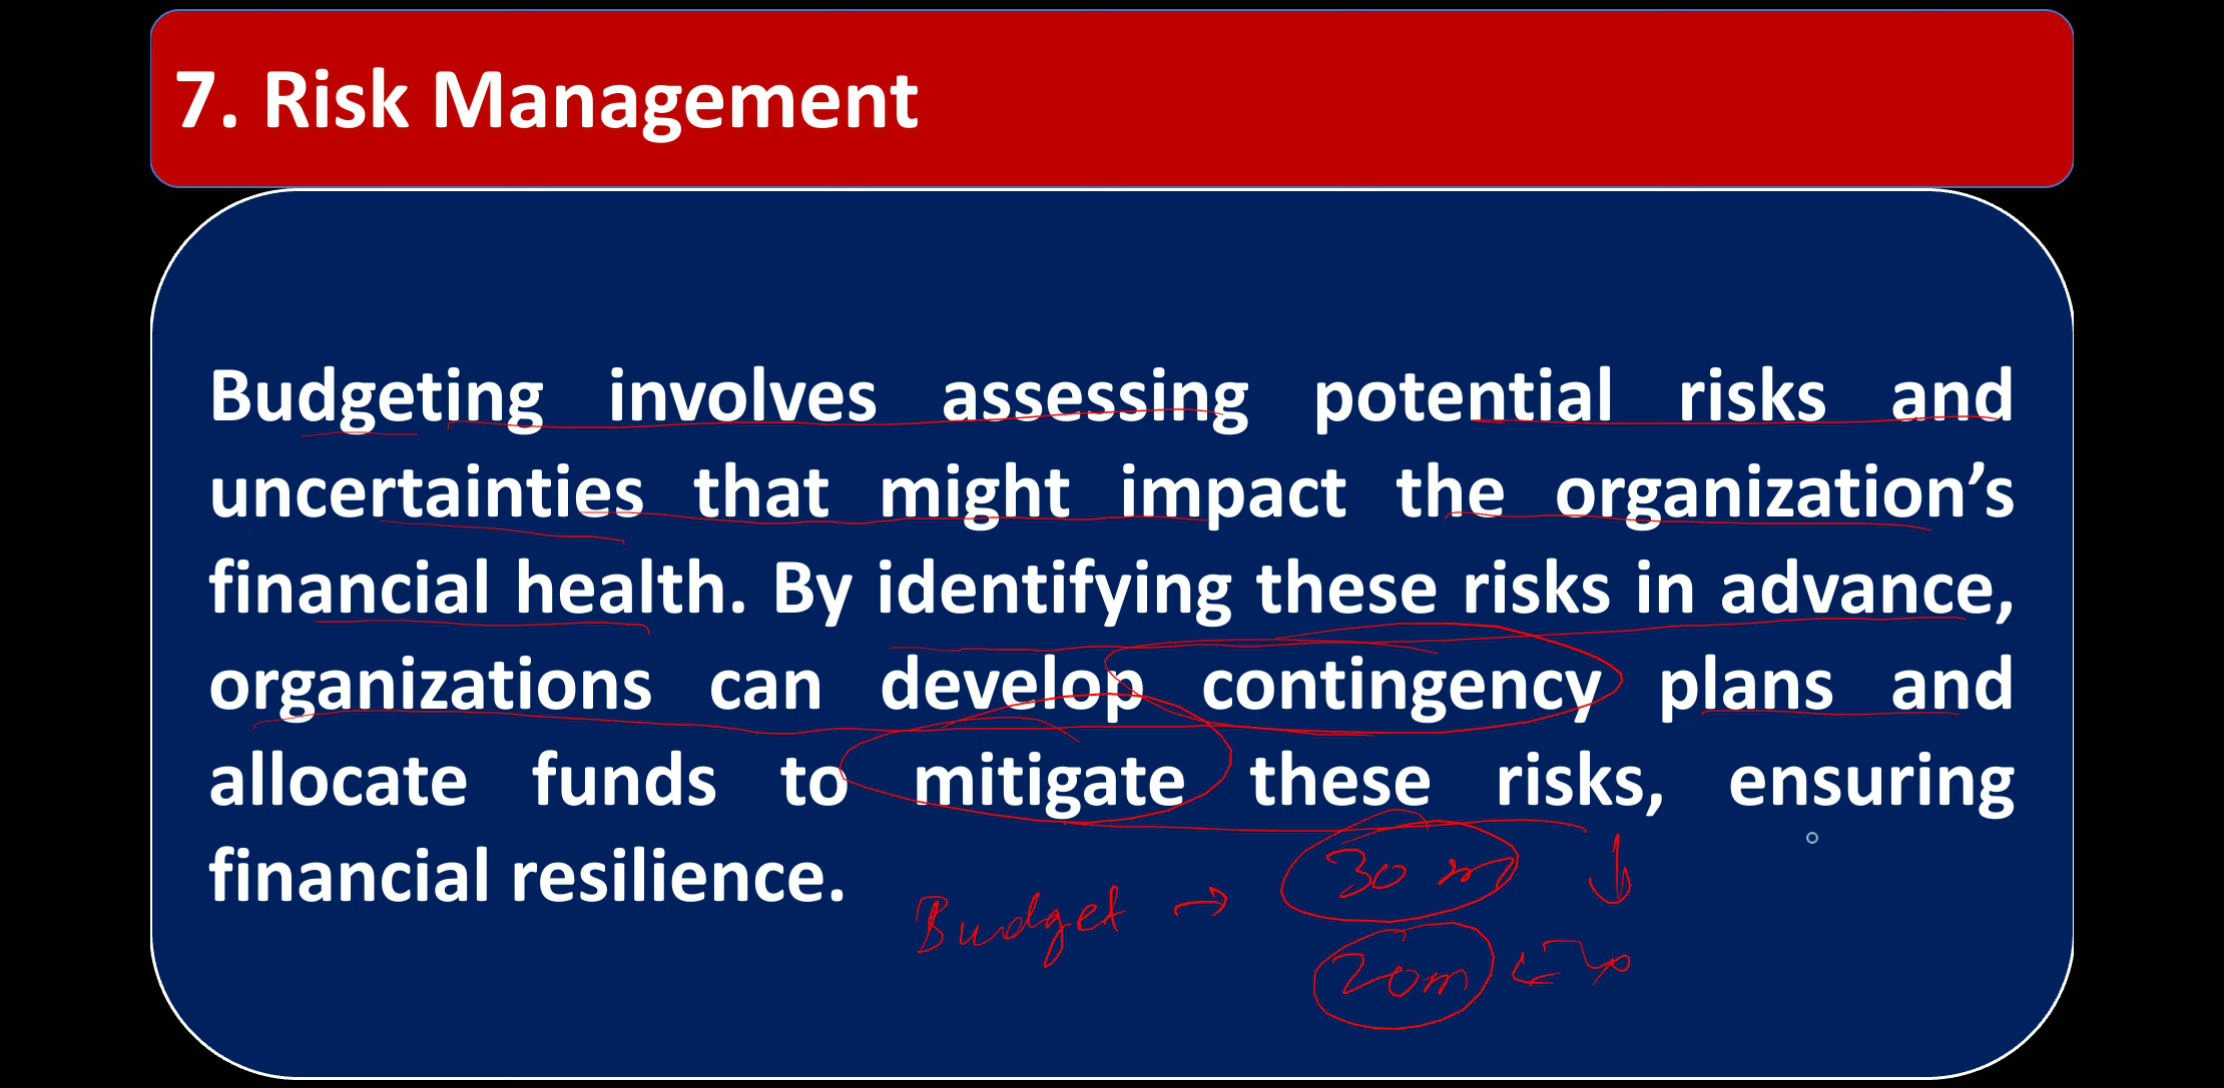 7. Risk Management
Budgeting involves assessing potential risks and
uncertainties that might impact the organization’s
financial health. By identifying these risks in advance,
organizations can develop contingency plans and
allocate funds to mitigate these risks, ensuring
financial resilience.
Budget → 30 m ↓
20m